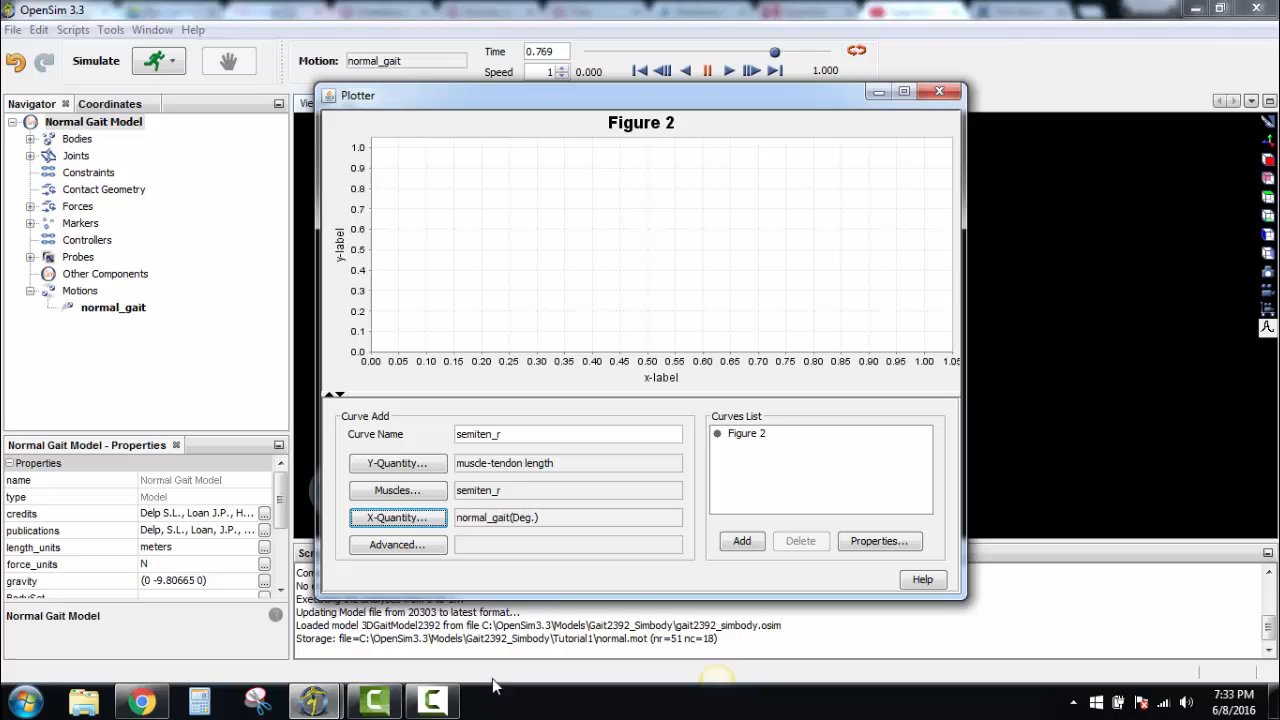 OpenSim 3.3
File Edit Scripts Tools Window Help
Simulate
Motion: normal_gait
Time 0.769
Speed 1 0.000 1.000
Navigator Coordinates
Normal Gait Model
Bodies
Joints
Constraints
Contact Geometry
Forces
Markers
Controllers
Probes
Other Components
Motions
normal_gait
Plotter
Figure 2
1.0
0.9
0.8
0.7
0.6
0.5
0.4
0.3
0.2
0.1
0.0
y-label
0.00 0.05 0.10 0.15 0.20 0.25 0.30 0.35 0.40 0.45 0.50 0.55 0.60 0.65 0.70 0.75 0.80 0.85 0.90 0.95 1.00 1.05
x-label
Curve Add
Curve Name semiten_r
Y-Quantity... muscle-tendon length
Muscles... semiten_r
X-Quantity... normal_gait(Deg.)
Advanced...
Curves List
Figure 2
Add Delete Properties...
Help
Normal Gait Model - Properties
Properties
name Normal Gait Model
type Model
credits Delp S.L., Loan J.P., H... ...
publications Delp, S.L., Loan, J.P., ... ...
length_units meters ...
force_units N ...
gravity (0 -9.80665 0) ...
Normal Gait Model
Updating Model file from 20303 to latest format...
Loaded model 3DGaitModel2392 from file C:\OpenSim3.3\Models\Gait2392_Simbody\gait2392_simbody.osim
Storage: file=C:\OpenSim3.3\Models\Gait2392_Simbody\Tutorial1\normal.mot (nr=51 nc=18)
7:33 PM
6/8/2016